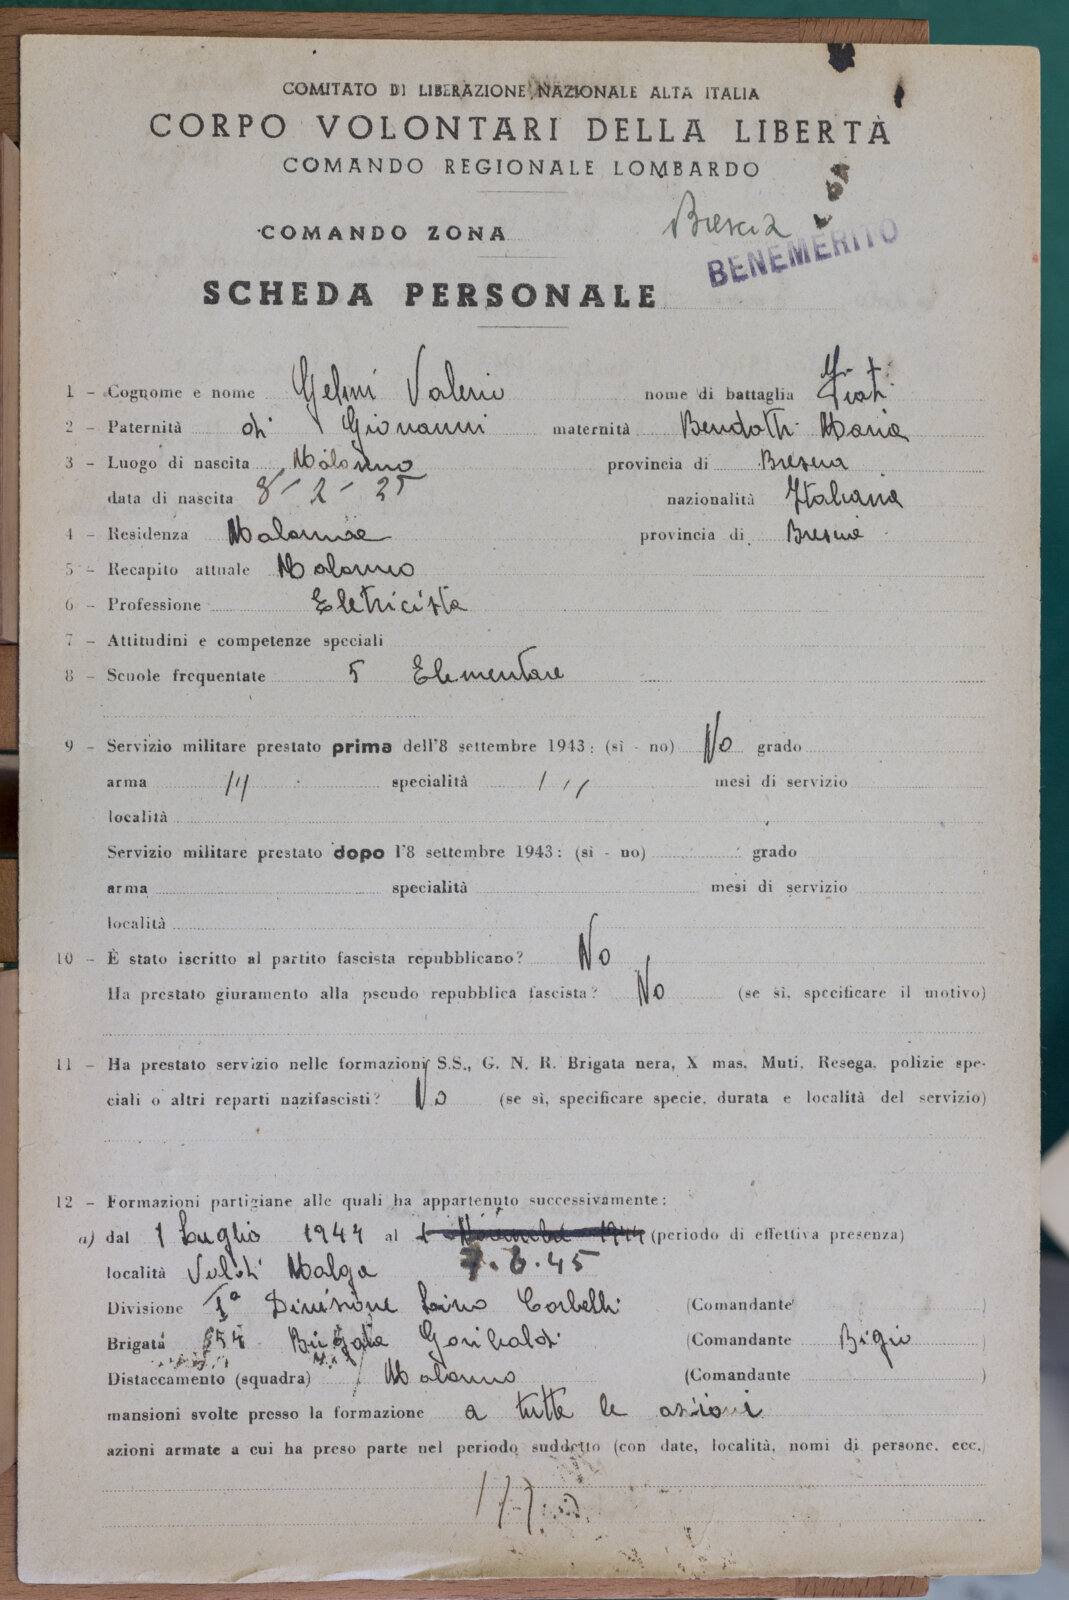 COMITATO DI LIBERAZIONE NAZIONALE ALTA ITALIA
CORPO VOLONTARI DELLA LIBERTÀ
COMANDO REGIONALE LOMBARDO
COMANDO ZONA Brescia
BENEMERITO
SCHEDA PERSONALE
1 - Cognome e nome Gelmi Valerio nome di battaglia
2 - Paternità di Giovanni maternità Bendotti Maria
3 - Luogo di nascita Malonno provincia di Brescia
data di nascita 8 - 2 - 25 nazionalità Italiana
4 - Residenza Malonno provincia di Brescia
5 - Recapito attuale Malonno
6 - Professione Eletricista
7 - Attitudini e competenze speciali
8 - Scuole frequentate 5 Elementare
9 - Servizio militare prestato prima dell'8 settembre 1943: (sì - no) No grado
arma specialità mesi di servizio
località
Servizio militare prestato dopo l'8 settembre 1943: (sì - no) grado
arma specialità mesi di servizio
località
10 - È stato iscritto al partito fascista repubblicano? No
Ha prestato giuramento alla pseudo repubblica fascista? No (se sì, specificare il motivo)
11 - Ha prestato servizio nelle formazioni S.S., G. N. R. Brigata nera, X mas, Muti, Resega, polizie spe-
ciali o altri reparti nazifascisti? No (se sì, specificare specie, durata e località del servizio)
12 - Formazioni partigiane alle quali ha appartenuto successivamente:
a) dal 1 Luglio 1944 al 1 Novembre 1944 (periodo di effettiva presenza)
località Malga 7.6.45
Divisione 1ª Divisione Lino Corbelli (Comandante )
Brigata 54 Brigata Garibaldi (Comandante Bigio )
Distaccamento (squadra) Malonno (Comandante )
mansioni svolte presso la formazione a tutte le azioni
azioni armate a cui ha preso parte nel periodo suddetto (con date, località, nomi di persone, ecc.)